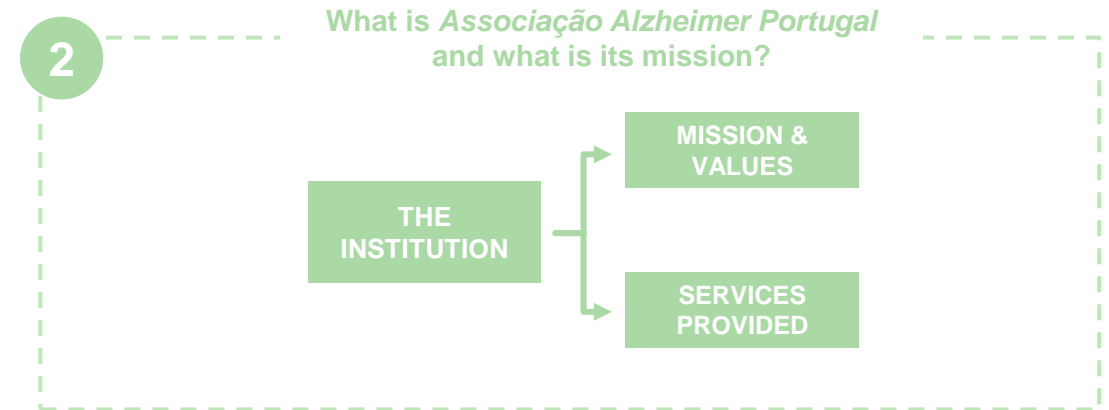 What is Associação Alzheimer Portugal
and what is its mission?
2
MISSION &
VALUES
THE
INSTITUTION
SERVICES
PROVIDED